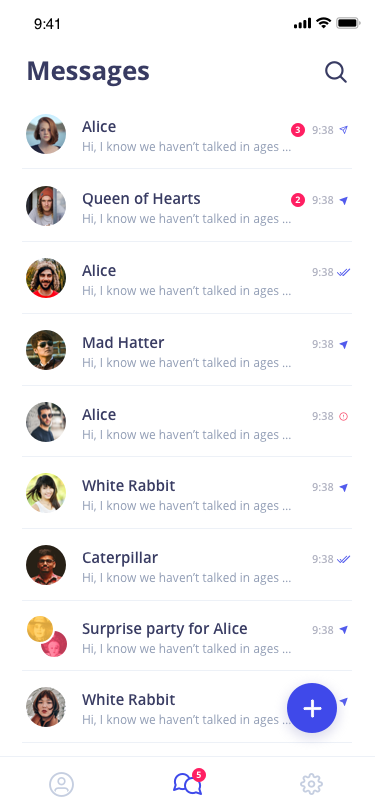 9:41
Messages
Alice
3 9:38
Hi, I know we haven't talked in ages ...
Queen of Hearts
2 9:38
Hi, I know we haven't talked in ages ...
Alice
9:38
Hi, I know we haven't talked in ages ...
Mad Hatter
9:38
Hi, I know we haven't talked in ages ...
Alice
9:38
Hi, I know we haven't talked in ages ...
White Rabbit
9:38
Hi, I know we haven't talked in ages ...
Caterpillar
9:38
Hi, I know we haven't talked in ages ...
Surprise party for Alice
9:38
Hi, I know we haven't talked in ages ...
White Rabbit
Hi, I know we haven't talked in ages ...
5